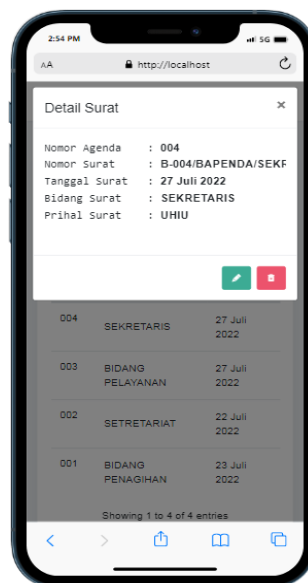 2:54 PM 5G
AA http://localhost
Detail Surat ×
Nomor Agenda : 004
Nomor Surat : B-004/BAPENDA/SEKF
Tanggal Surat : 27 Juli 2022
Bidang Surat : SEKRETARIS
Prihal Surat : UHIU
004 SEKRETARIS 27 Juli
2022
003 BIDANG 27 Juli
PELAYANAN 2022
002 SETRETARIAT 22 Juli
2022
001 BIDANG 23 Juli
PENAGIHAN 2022
Showing 1 to 4 of 4 entries